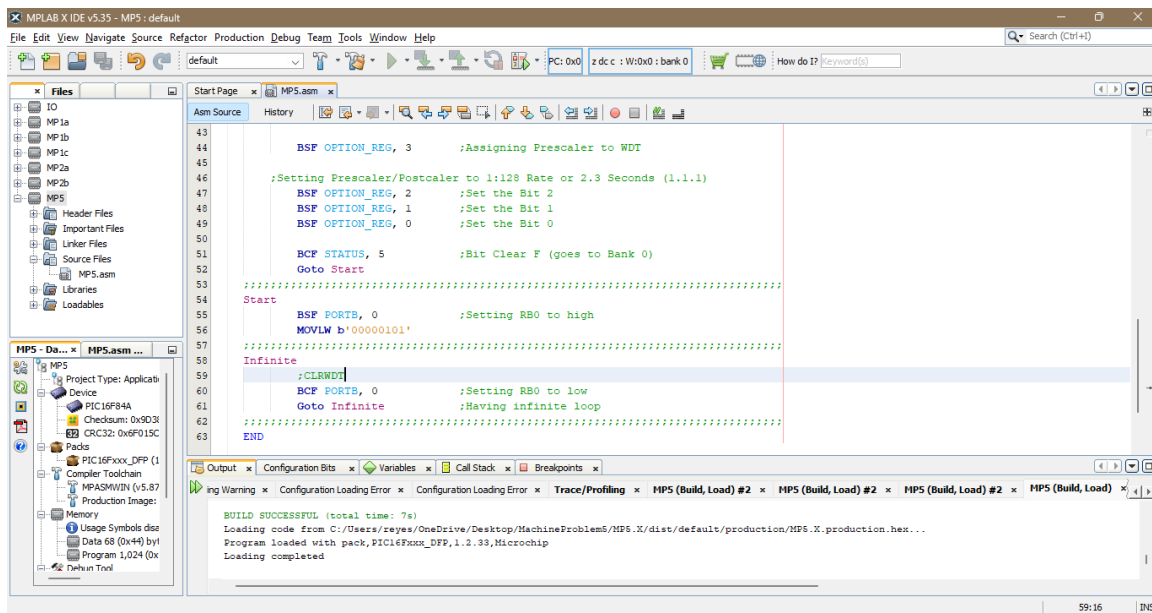 MPLAB X IDE v5.35 - MP5 : default
File Edit View Navigate Source Refactor Production Debug Team Tools Window Help
Search (Ctrl+I)
default
PC: 0x0
z dc c : W:0x0 : bank 0
How do I?
Keyword(s)
Files
IO
MP1a
MP1b
MP1c
MP2a
MP2b
MP5
Header Files
Important Files
Linker Files
Source Files
MP5.asm
Libraries
Loadables
MP5 - Da...
MP5.asm ...
MP5
Project Type: Applicati
Device
PIC16F84A
Checksum: 0x9D38
CRC32: 0x6F015C
Packs
PIC16Fxxx_DFP (1
Compiler Toolchain
MPASMWIN (v5.87
Production Image:
Memory
Usage Symbols disa
Data 68 (0x44) byt
Program 1,024 (0x
Debug Tool
Start Page
MP5.asm
Asm Source
History
43
44 BSF OPTION_REG, 3 ;Assigning Prescaler to WDT
45
46 ;Setting Prescaler/Postcaler to 1:128 Rate or 2.3 Seconds (1.1.1)
47 BSF OPTION_REG, 2 ;Set the Bit 2
48 BSF OPTION_REG, 1 ;Set the Bit 1
49 BSF OPTION_REG, 0 ;Set the Bit 0
50
51 BCF STATUS, 5 ;Bit Clear F (goes to Bank 0)
52 Goto Start
53 ;;;;;;;;;;;;;;;;;;;;;;;;;;;;;;;;;;;;;;;;;;;;;;;;;;;;;;;;;;;;;;;;;;;;;;;;;;;;;;
54 Start
55 BSF PORTB, 0 ;Setting RB0 to high
56 MOVLW b'00000101'
57 ;;;;;;;;;;;;;;;;;;;;;;;;;;;;;;;;;;;;;;;;;;;;;;;;;;;;;;;;;;;;;;;;;;;;;;;;;;;;;;
58 Infinite
59 ;CLRWDT
60 BCF PORTB, 0 ;Setting RB0 to low
61 Goto Infinite ;Having infinite loop
62 ;;;;;;;;;;;;;;;;;;;;;;;;;;;;;;;;;;;;;;;;;;;;;;;;;;;;;;;;;;;;;;;;;;;;;;;;;;;;;;
63 END
Output
Configuration Bits
Variables
Call Stack
Breakpoints
ing Warning
Configuration Loading Error
Configuration Loading Error
Trace/Profiling
MP5 (Build, Load) #2
MP5 (Build, Load) #2
MP5 (Build, Load) #2
MP5 (Build, Load)
BUILD SUCCESSFUL (total time: 7s)
Loading code from C:/Users/reyes/OneDrive/Desktop/MachineProblem5/MP5.X/dist/default/production/MP5.X.production.hex...
Program loaded with pack,PIC16Fxxx_DFP,1.2.33,Microchip
Loading completed
59:16
INS